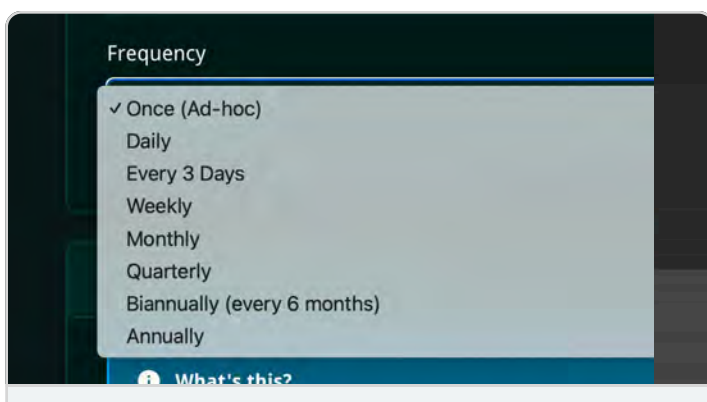 Frequency
✓ Once (Ad-hoc)
Daily
Every 3 Days
Weekly
Monthly
Quarterly
Biannually (every 6 months)
Annually
What's this?